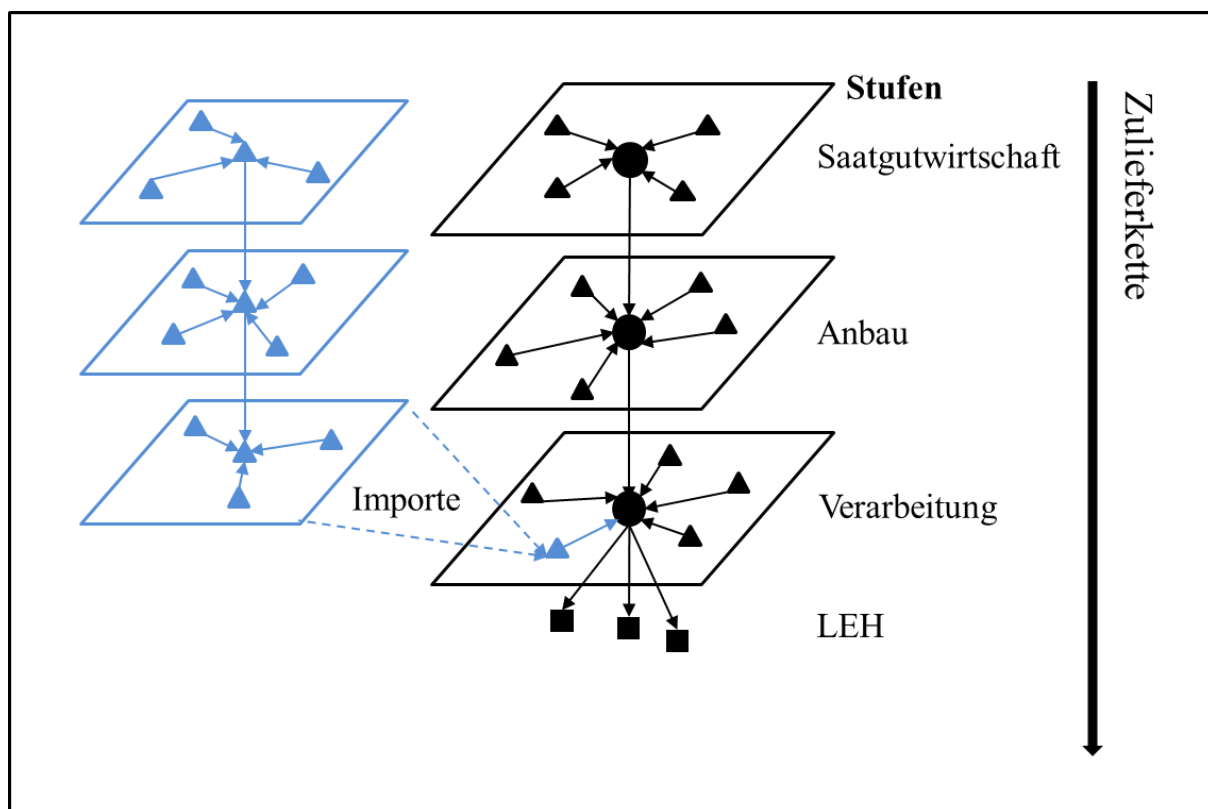 Stufen
Saatgutwirtschaft
Anbau
Importe
Verarbeitung
LEH
Zulieferkette